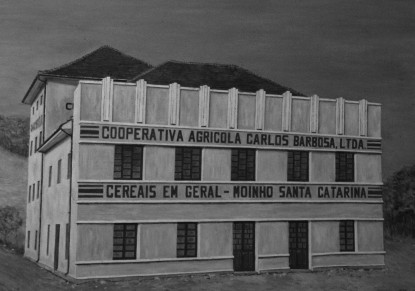 COOPERATIVA AGRICOLA CARLOS BARBOSA, LTDA
CEREAIS EM GERAL - MOINHO SANTA CATARINA